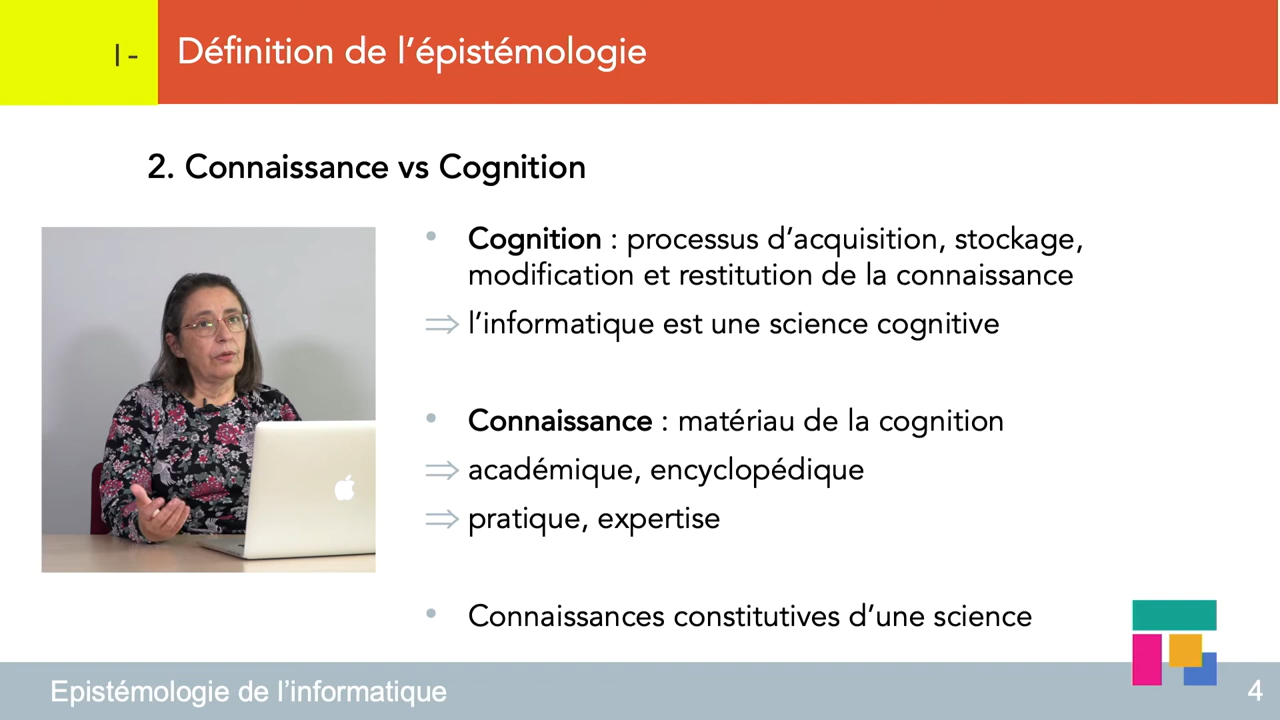 I -
Définition de l’épistémologie
2. Connaissance vs Cognition
• Cognition : processus d’acquisition, stockage,
modification et restitution de la connaissance
⇒ l’informatique est une science cognitive
• Connaissance : matériau de la cognition
⇒ académique, encyclopédique
⇒ pratique, expertise
• Connaissances constitutives d’une science
Epistémologie de l’informatique
4